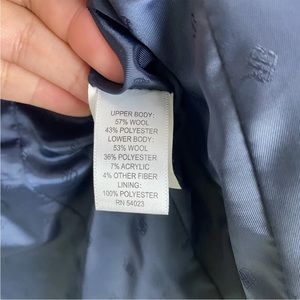 UPPER BODY:
57% WOOL
43% POLYESTER
LOWER BODY:
53% WOOL
36% POLYESTER
7% ACRYLIC
4% OTHER FIBER
LINING:
100% POLYESTER
RN 54023